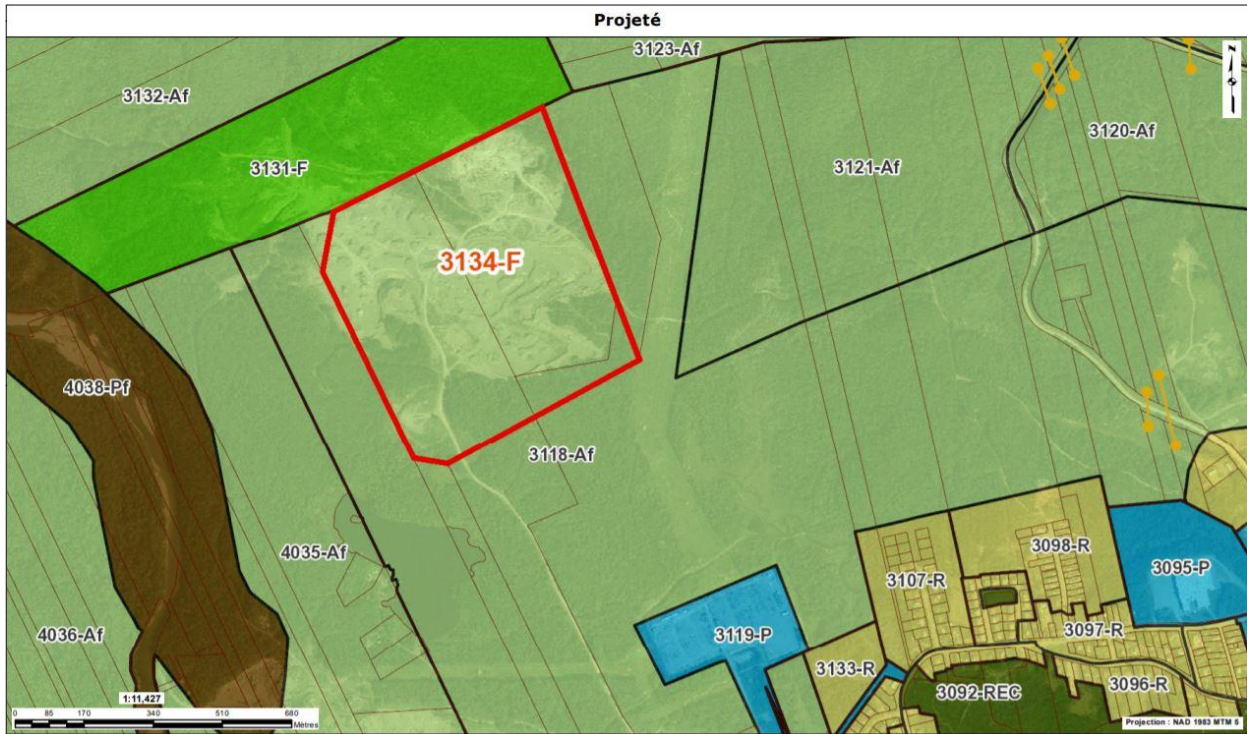 Projeté
3123-Af
N
3132-Af
3120-Af
3131-F
3121-Af
3134-F
4038-Pf
3118-Af
4035-Af
3098-R
3107-R
3095-P
4036-Af
3119-P
3097-R
3133-R
3092-REC
3096-R
1:11,427
0 85 170 340 510 680
Mètres
Projection : NAD 1983 MTM 5